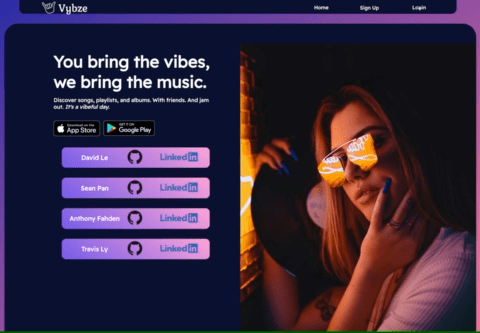 Vybze
Home
Sign Up
Login
You bring the vibes,
we bring the music.
Discover songs, playlists, and albums. With friends. And jam
out. It's a vibeful day.
Download on the
App Store
GET IT ON
Google Play
David Le
LinkedIn
Sean Pan
LinkedIn
Anthony Fahden
LinkedIn
Travis Ly
LinkedIn